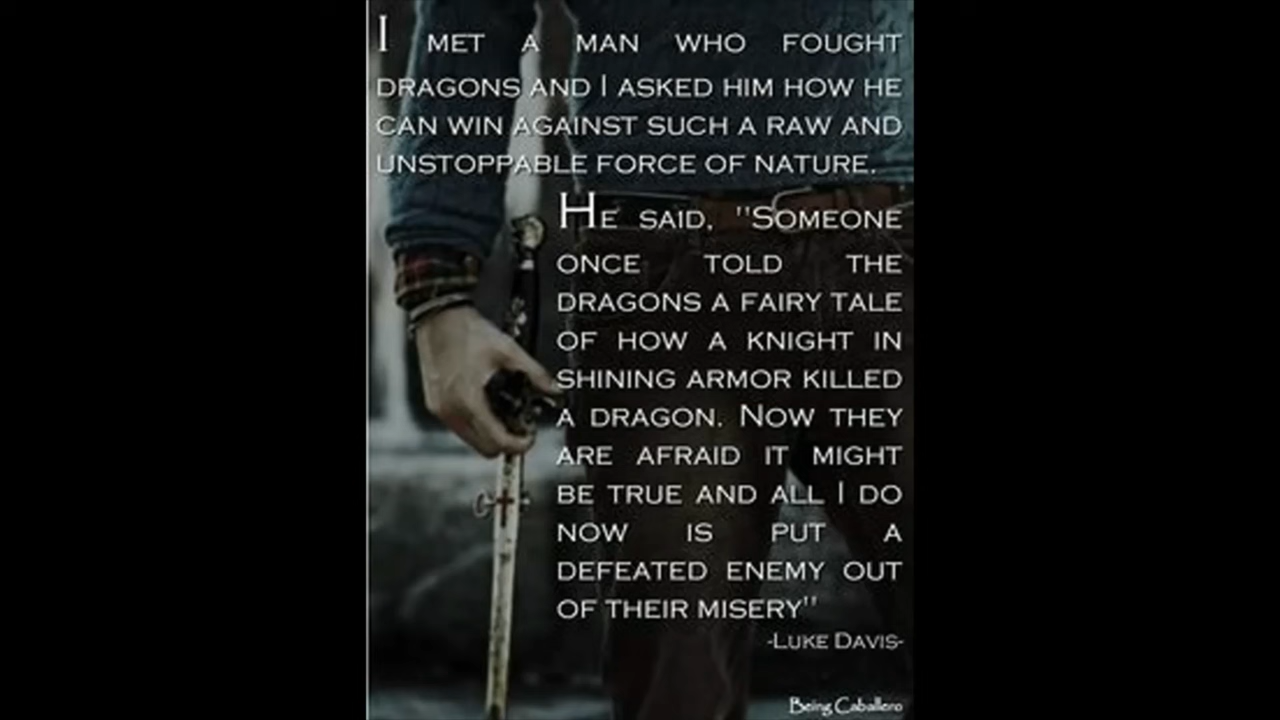 I MET A MAN WHO FOUGHT
DRAGONS AND I ASKED HIM HOW HE
CAN WIN AGAINST SUCH A RAW AND
UNSTOPPABLE FORCE OF NATURE.
HE SAID, "SOMEONE
ONCE TOLD THE
DRAGONS A FAIRY TALE
OF HOW A KNIGHT IN
SHINING ARMOR KILLED
A DRAGON. NOW THEY
ARE AFRAID IT MIGHT
BE TRUE AND ALL I DO
NOW IS PUT A
DEFEATED ENEMY OUT
OF THEIR MISERY"
-LUKE DAVIS-
Being Caballero